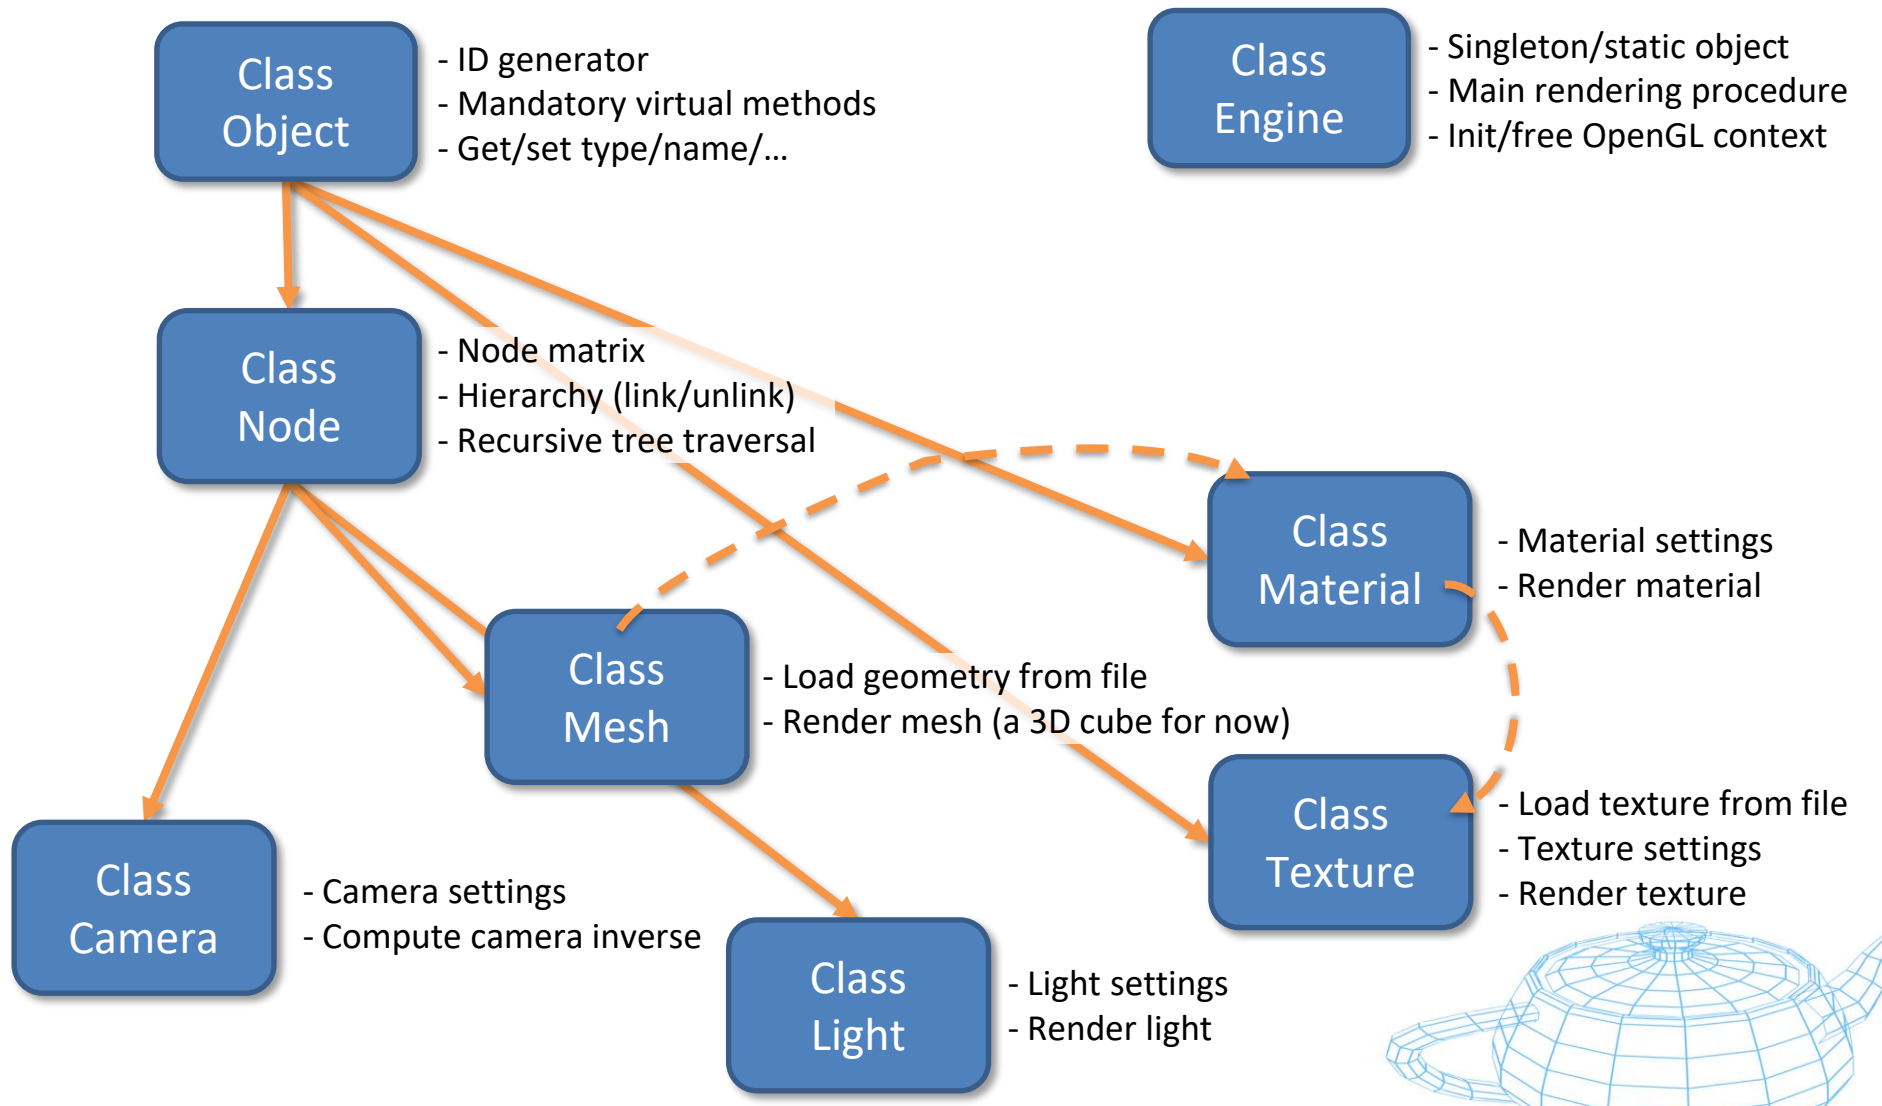 Class
Object
- ID generator
- Mandatory virtual methods
- Get/set type/name/…
Class
Engine
- Singleton/static object
- Main rendering procedure
- Init/free OpenGL context
Class
Node
- Node matrix
- Hierarchy (link/unlink)
- Recursive tree traversal
Class
Material
- Material settings
- Render material
Class
Mesh
- Load geometry from file
- Render mesh (a 3D cube for now)
Class
Texture
- Load texture from file
- Texture settings
- Render texture
Class
Camera
- Camera settings
- Compute camera inverse
Class
Light
- Light settings
- Render light